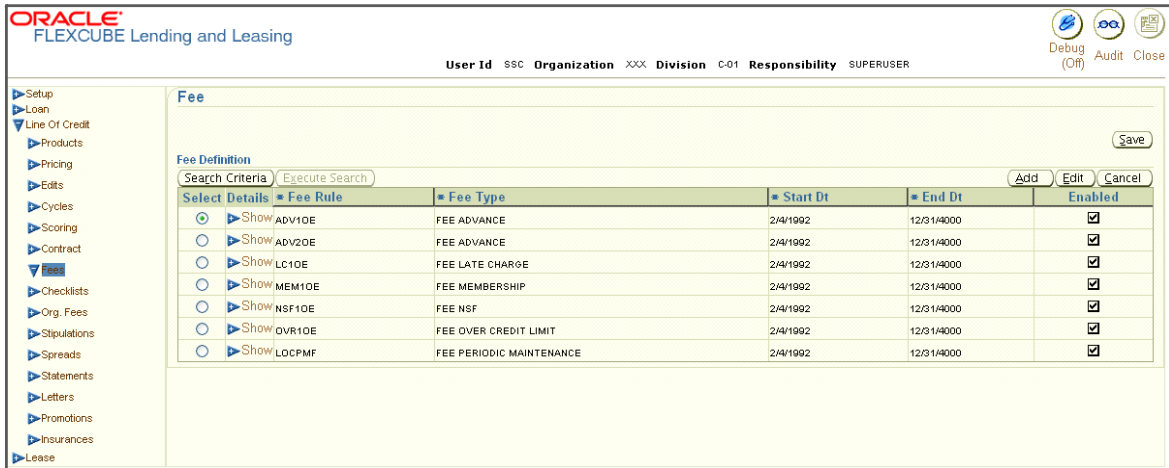 ORACLE®
FLEXCUBE Lending and Leasing
Debug (Off) Audit Close
User Id SSC Organization XXX Division C-01 Responsibility SUPERUSER
Setup
Loan
Line Of Credit
Products
Pricing
Edits
Cycles
Scoring
Contract
Fees
Checklists
Org. Fees
Stipulations
Spreads
Statements
Letters
Promotions
Insurances
Lease
Fee
Save
Fee Definition
Search Criteria Execute Search Add Edit Cancel
Select Details * Fee Rule * Fee Type * Start Dt * End Dt Enabled
Show ADV1OE FEE ADVANCE 2/4/1992 12/31/4000
Show ADV2OE FEE ADVANCE 2/4/1992 12/31/4000
Show LC1OE FEE LATE CHARGE 2/4/1992 12/31/4000
Show MEM1OE FEE MEMBERSHIP 2/4/1992 12/31/4000
Show NSF1OE FEE NSF 2/4/1992 12/31/4000
Show OVR1OE FEE OVER CREDIT LIMIT 2/4/1992 12/31/4000
Show LOCPMF FEE PERIODIC MAINTENANCE 2/4/1992 12/31/4000